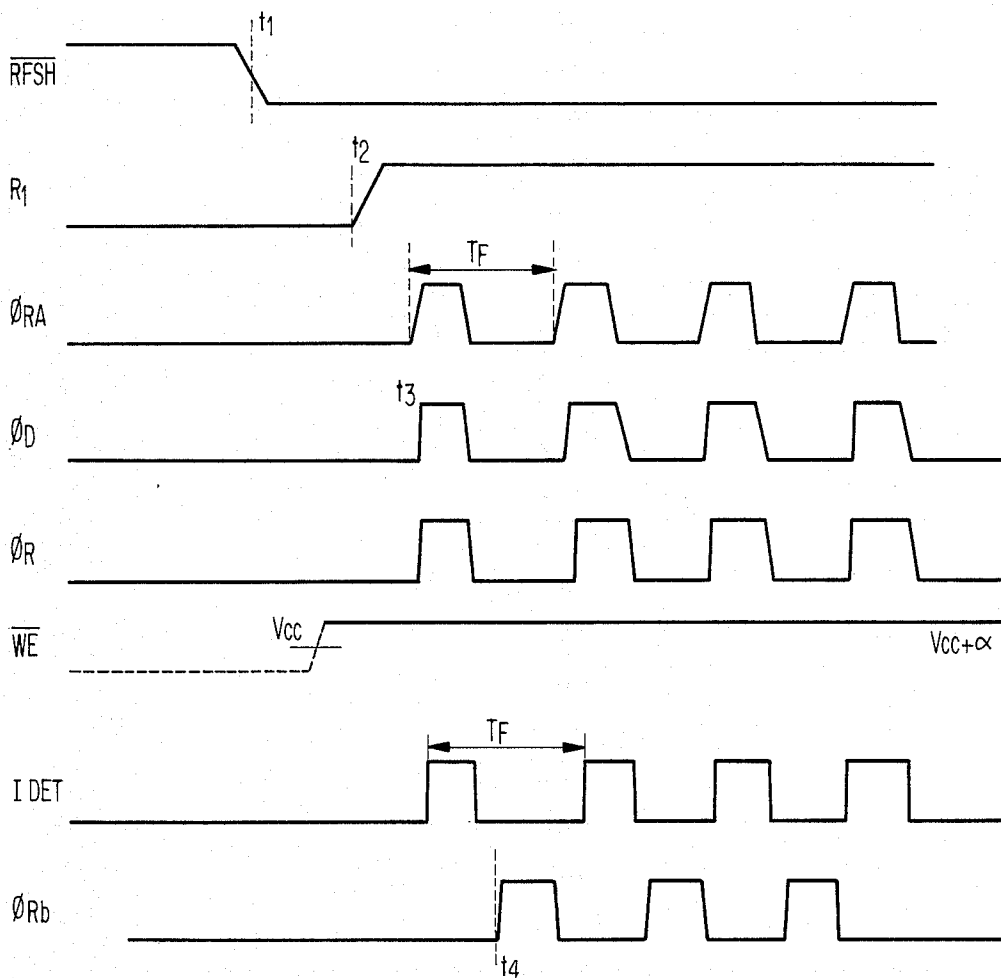 t1
RFSH
t2
R1
TF
ØRA
t3
ØD
ØR
WE
Vcc
Vcc+α
TF
I DET
ØRb
t4